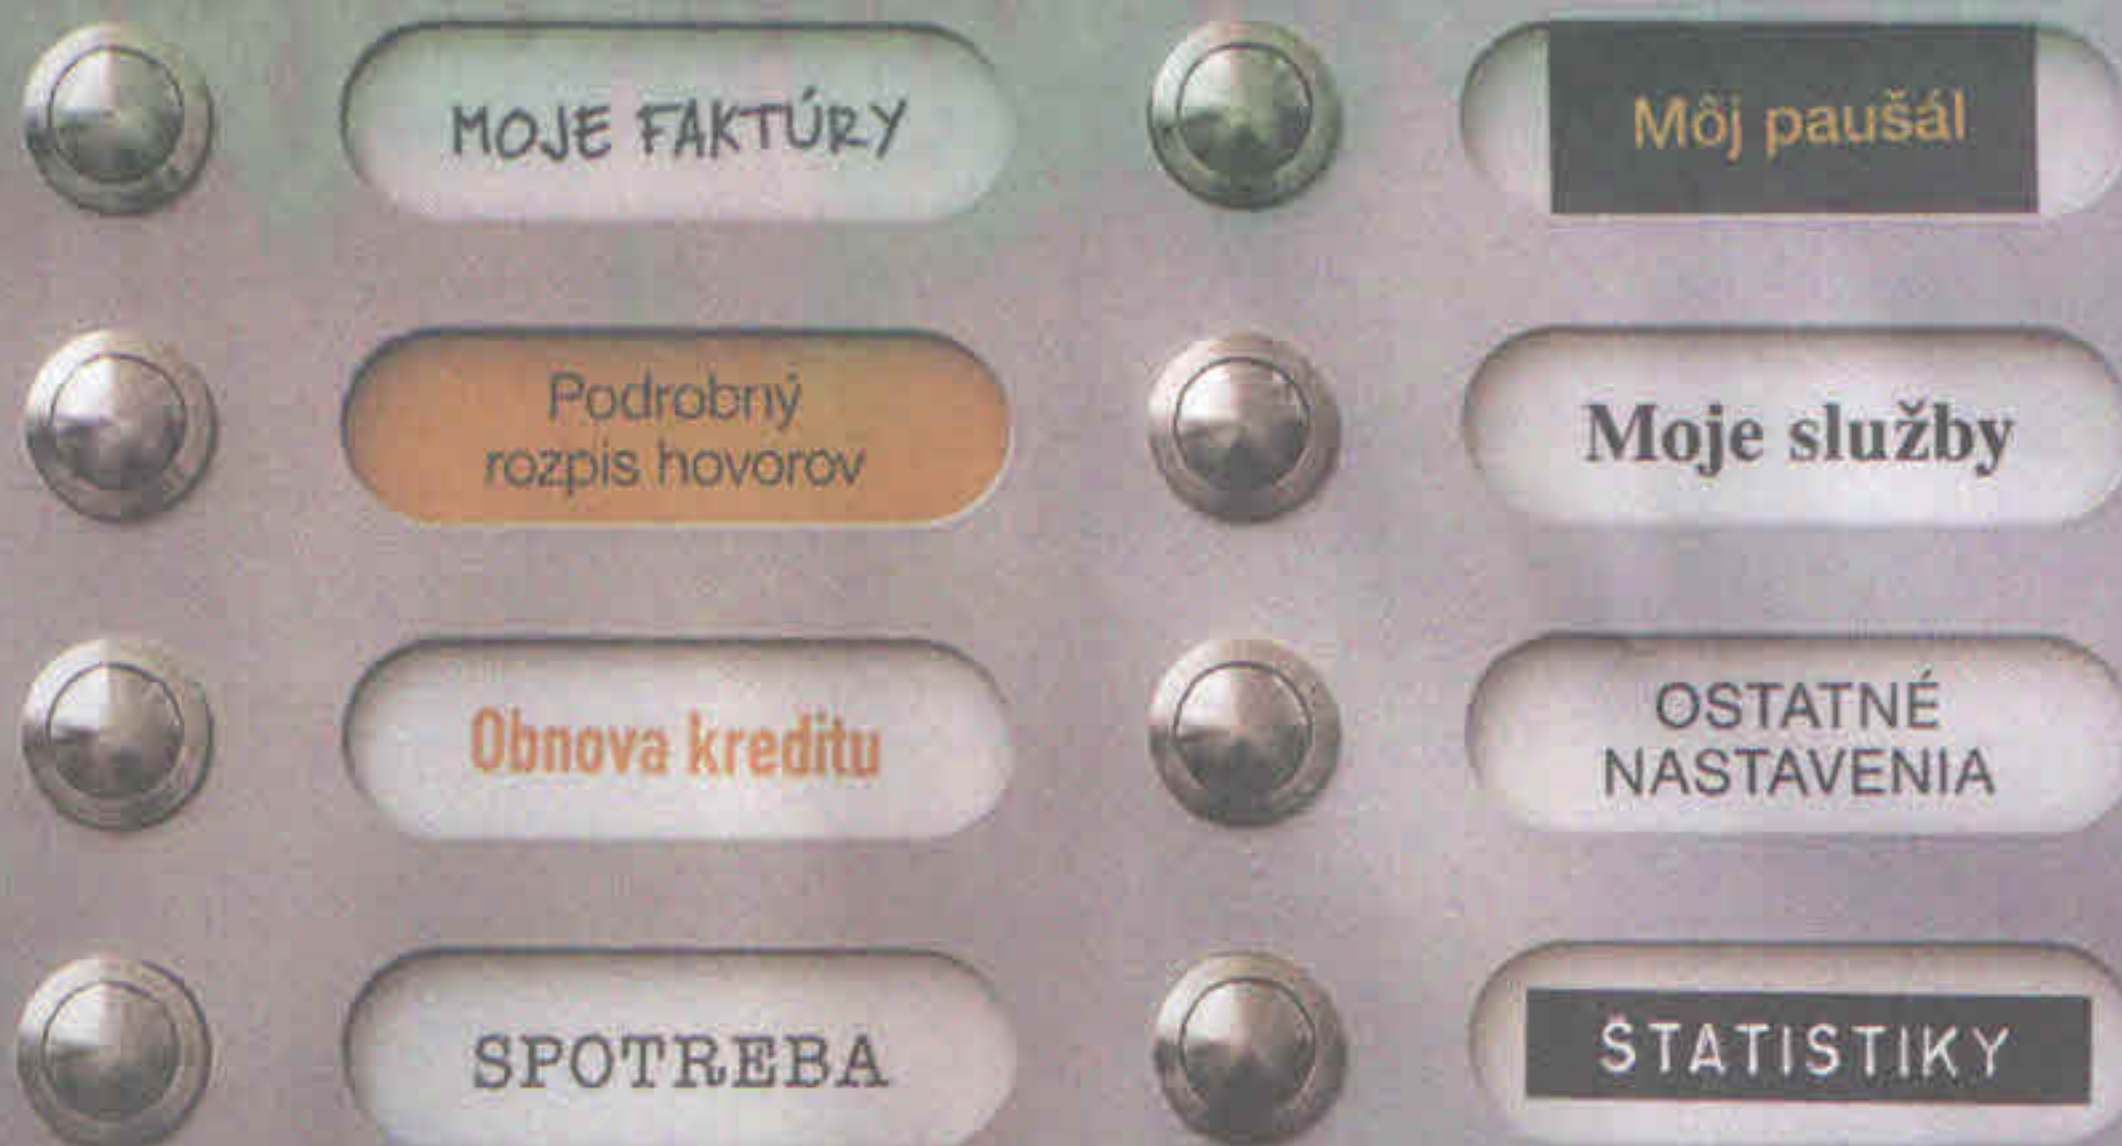 MOJE FAKTÚRY
Môj paušál
Podrobný
rozpis hovorov
Moje služby
Obnova kreditu
OSTATNÉ
NASTAVENIA
SPOTREBA
ŠTATISTIKY